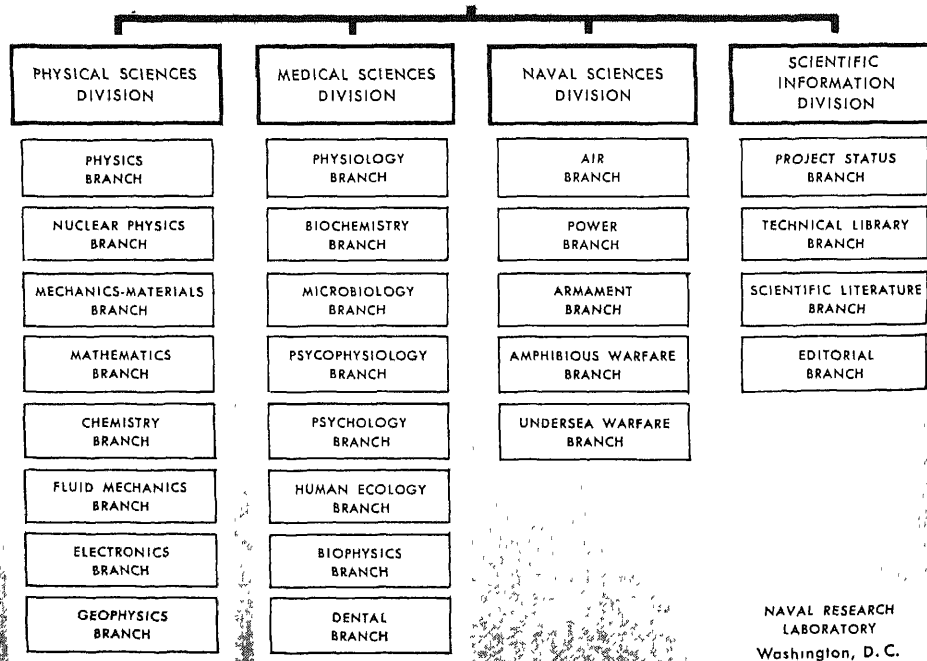 PHYSICAL SCIENCES
DIVISION
PHYSICS
BRANCH
NUCLEAR PHYSICS
BRANCH
MECHANICS-MATERIALS
BRANCH
MATHEMATICS
BRANCH
CHEMISTRY
BRANCH
FLUID MECHANICS
BRANCH
ELECTRONICS
BRANCH
GEOPHYSICS
BRANCH
MEDICAL SCIENCES
DIVISION
PHYSIOLOGY
BRANCH
BIOCHEMISTRY
BRANCH
MICROBIOLOGY
BRANCH
PSYCOPHYSIOLOGY
BRANCH
PSYCHOLOGY
BRANCH
HUMAN ECOLOGY
BRANCH
BIOPHYSICS
BRANCH
DENTAL
BRANCH
NAVAL SCIENCES
DIVISION
AIR
BRANCH
POWER
BRANCH
ARMAMENT
BRANCH
AMPHIBIOUS WARFARE
BRANCH
UNDERSEA WARFARE
BRANCH
SCIENTIFIC
INFORMATION
DIVISION
PROJECT STATUS
BRANCH
TECHNICAL LIBRARY
BRANCH
SCIENTIFIC LITERATURE
BRANCH
EDITORIAL
BRANCH
NAVAL RESEARCH
LABORATORY
Washington, D. C.